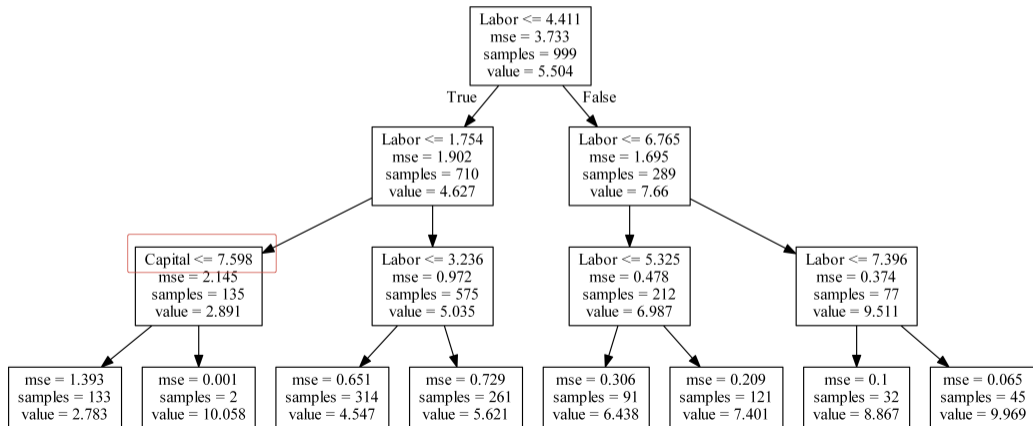 Labor <= 4.411
mse = 3.733
samples = 999
value = 5.504
True
False
Labor <= 1.754
mse = 1.902
samples = 710
value = 4.627
Labor <= 6.765
mse = 1.695
samples = 289
value = 7.66
Capital <= 7.598
mse = 2.145
samples = 135
value = 2.891
Labor <= 3.236
mse = 0.972
samples = 575
value = 5.035
Labor <= 5.325
mse = 0.478
samples = 212
value = 6.987
Labor <= 7.396
mse = 0.374
samples = 77
value = 9.511
mse = 1.393
samples = 133
value = 2.783
mse = 0.001
samples = 2
value = 10.058
mse = 0.651
samples = 314
value = 4.547
mse = 0.729
samples = 261
value = 5.621
mse = 0.306
samples = 91
value = 6.438
mse = 0.209
samples = 121
value = 7.401
mse = 0.1
samples = 32
value = 8.867
mse = 0.065
samples = 45
value = 9.969